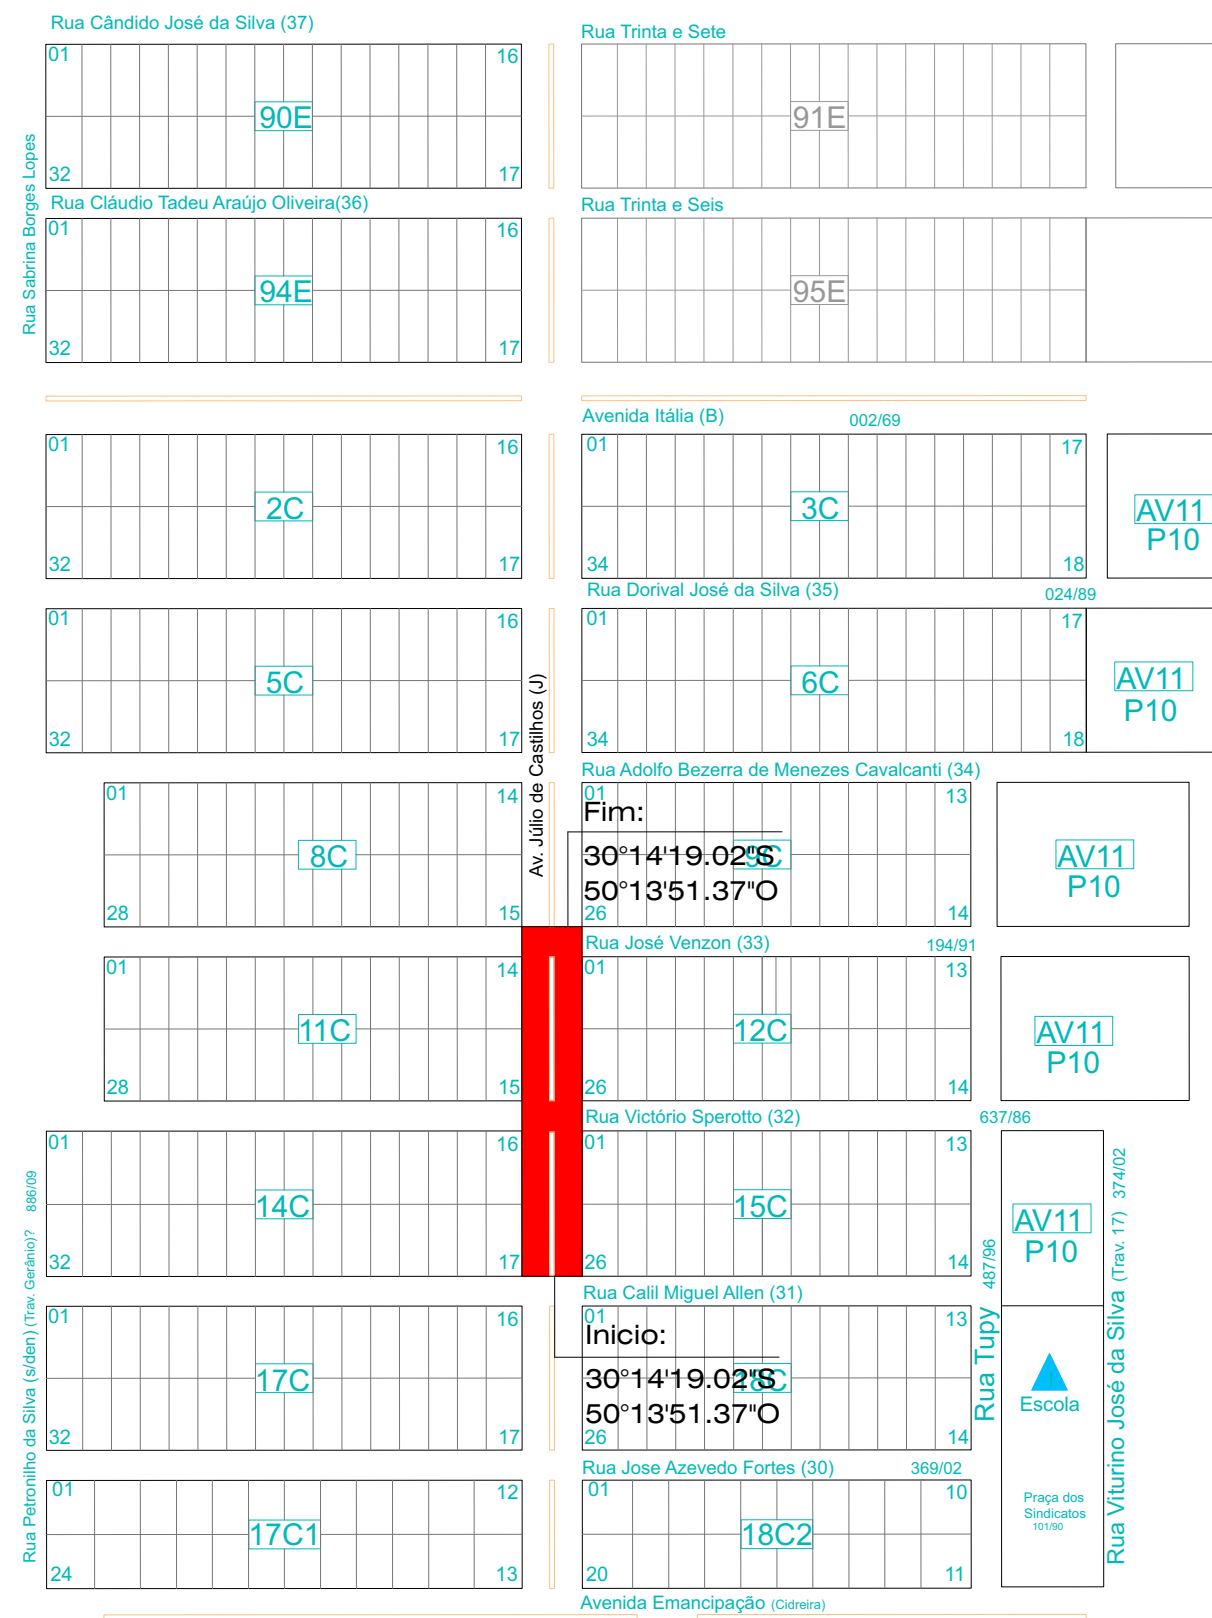 Rua Cândido José da Silva (37)
Rua Trinta e Sete
01
16
90E
91E
32
17
Rua Sabrina Borges Lopes
Rua Cláudio Tadeu Araújo Oliveira(36)
Rua Trinta e Seis
01
16
94E
95E
32
17
Avenida Itália (B)
002/69
01
16
01
17
2C
3C
AV11
P10
32
17
34
18
Rua Dorival José da Silva (35)
024/89
01
16
01
17
5C
6C
AV11
P10
32
17
34
18
Av. Júlio de Castilhos (J)
Rua Adolfo Bezerra de Menezes Cavalcanti (34)
01
14
01
13
Fim:
8C
9C
30°14'19.02"S
50°13'51.37"O
AV11
P10
28
15
26
14
Rua José Venzon (33)
194/91
01
14
01
13
11C
12C
AV11
P10
28
15
26
14
Rua Victório Sperotto (32)
637/86
01
16
01
13
14C
15C
AV11
P10
32
17
26
14
Rua Calil Miguel Allen (31)
01
16
01
13
Inicio:
17C
18C
30°14'19.02"S
50°13'51.37"O
32
17
26
14
Rua Tupy 487/96
Escola
Rua Viturino José da Silva (Trav. 17) 374/02
Rua Petronilho da Silva (s/den) (Trav. Gerânio)? 886/09
Rua Jose Azevedo Fortes (30)
369/02
01
12
01
10
17C1
18C2
Praça dos
Sindicatos
101/90
24
13
20
11
Avenida Emancipação (Cidreira)